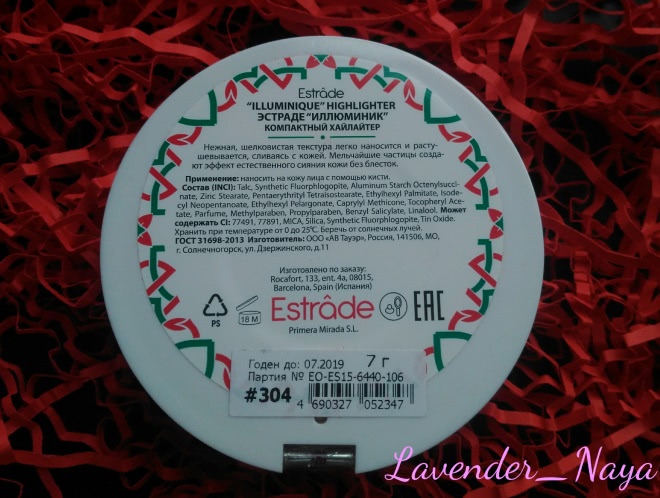 Estrâde
"ILLUMINIQUE" HIGHLIGHTER
ЭСТРАДЕ "ИЛЛЮМИНИК"
КОМПАКТНЫЙ ХАЙЛАЙТЕР
Нежная, шелковистая текстура легко наносится и расту-
шевывается, сливаясь с кожей. Мельчайшие частицы созда-
ют эффект естественного сияния кожи без блесток.
Применение: наносить на кожу лица с помощью кисти.
Состав (INCI): Talc, Synthetic Fluorphlogopite, Aluminum Starch Octenylsucci-
nate, Zinc Stearate, Pentaerythrityl Tetraisostearate, Ethylhexyl Palmitate, Isode-
cyl Neopentanoate, Ethylhexyl Pelargonate, Caprylyl Methicone, Tocopheryl Ace-
tate, Parfume, Methylparaben, Propylparaben, Benzyl Salicylate, Linalool. Может
содержать CI: 77491, 77891, MICA, Silica, Synthetic Fluorphlogopite, Tin Oxide.
Хранить при температуре от 0 до 25°C. Беречь от солнечных лучей.
ГОСТ 31698-2013 Изготовитель: ООО «АВ Тауэр», Россия, 141506, МО,
г. Солнечногорск, ул. Дзержинского, д.11
Изготовлено по заказу:
Rocafort, 133, ent. 4a, 08015,
Barcelona, Spain (Испания)
Estrâde
PS
18 M
EAC
Primera Mirada S.L.
Годен до: 07.2019 7 г
Партия № EO-ES15-6440-106
#304
4 690327 052347
Lavender_Naya